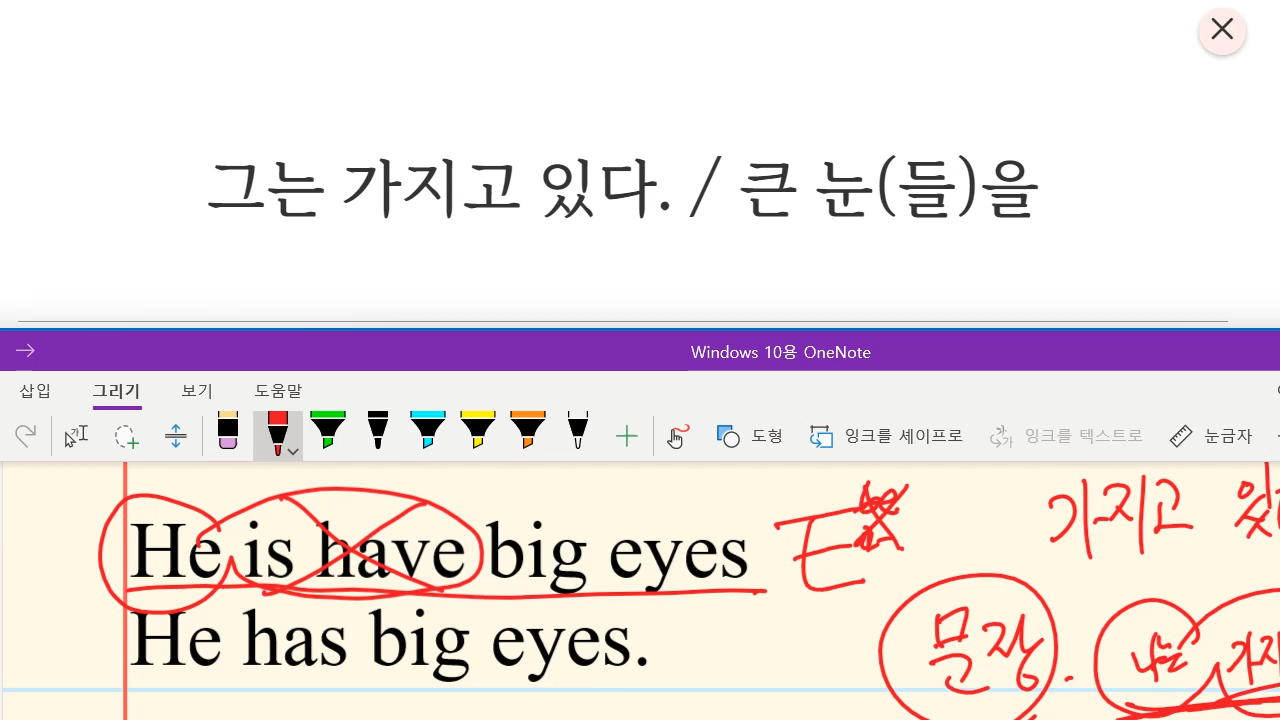 그는 가지고 있다. / 큰 눈(들)을
Windows 10용 OneNote
삽입 그리기 보기 도움말
가 도형 잉크를 셰이프로 잉크를 텍스트로 눈금자
He is have big eyes
가지고
He has big eyes.
문장. 나는